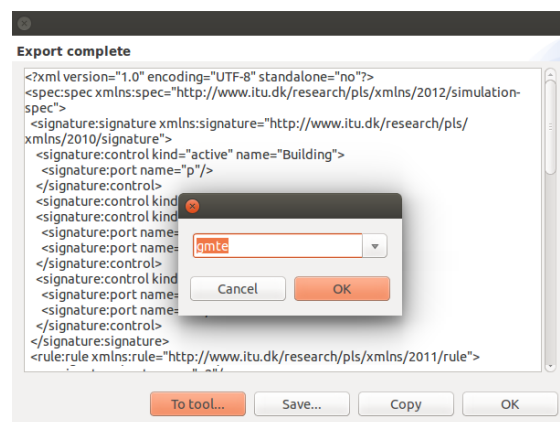 Export complete
<?xml version="1.0" encoding="UTF-8" standalone="no"?>
<spec:spec xmlns:spec="http://www.itu.dk/research/pls/xmlns/2012/simulation-
spec">
<signature:signature xmlns:signature="http://www.itu.dk/research/pls/
xmlns/2010/signature">
<signature:control kind="active" name="Building">
<signature:port name="p"/>
</signature:control>
<signature:control kind
<signature:control kind
<signature:port name=
<signature:port name=
</signature:control>
<signature:control kind
<signature:port name=
<signature:port name=
</signature:control>
</signature:signature>
<rule:rule xmlns:rule="http://www.itu.dk/research/pls/xmlns/2011/rule">
gmte
Cancel
OK
To tool...
Save...
Copy
OK